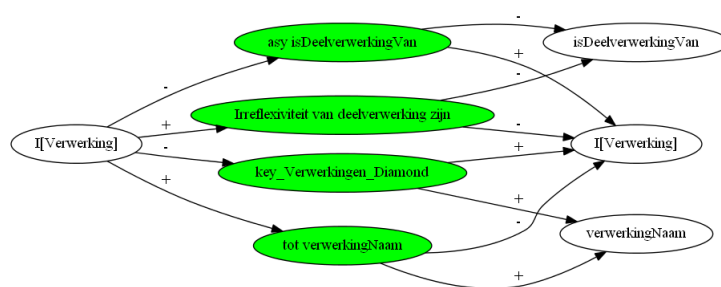 asy isDeelverwerkingVan
isDeelverwerkingVan
-
-
+
-
Irreflexiviteit van deelverwerking zijn
I[Verwerking]
+
-
-
+
I[Verwerking]
key_Verwerkingen_Diamond
+
+
-
tot verwerkingNaam
verwerkingNaam
+